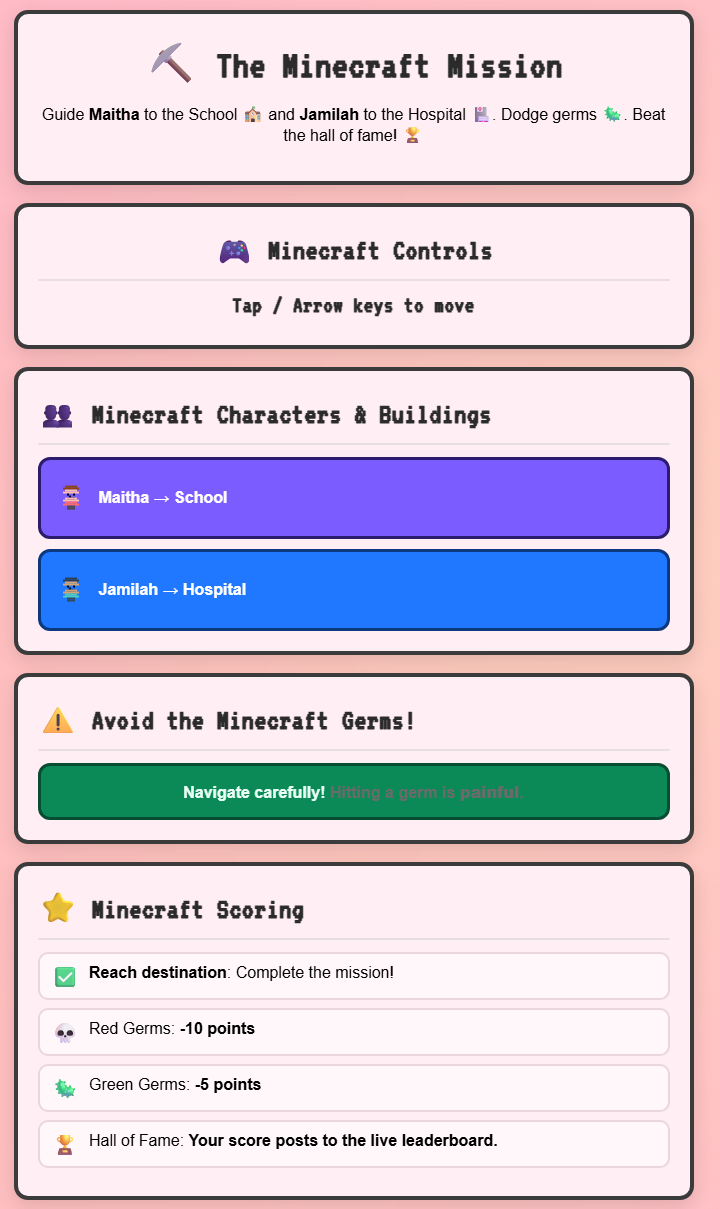 The Minecraft Mission
Guide Maitha to the School 🏫 and Jamilah to the Hospital 🏥. Dodge germs 🦠. Beat
the hall of fame! 🏆
Minecraft Controls
Tap / Arrow keys to move
Minecraft Characters & Buildings
Maitha → School
Jamilah → Hospital
Avoid the Minecraft Germs!
Navigate carefully! Hitting a germ is painful.
Minecraft Scoring
Reach destination: Complete the mission!
Red Germs: -10 points
Green Germs: -5 points
Hall of Fame: Your score posts to the live leaderboard.